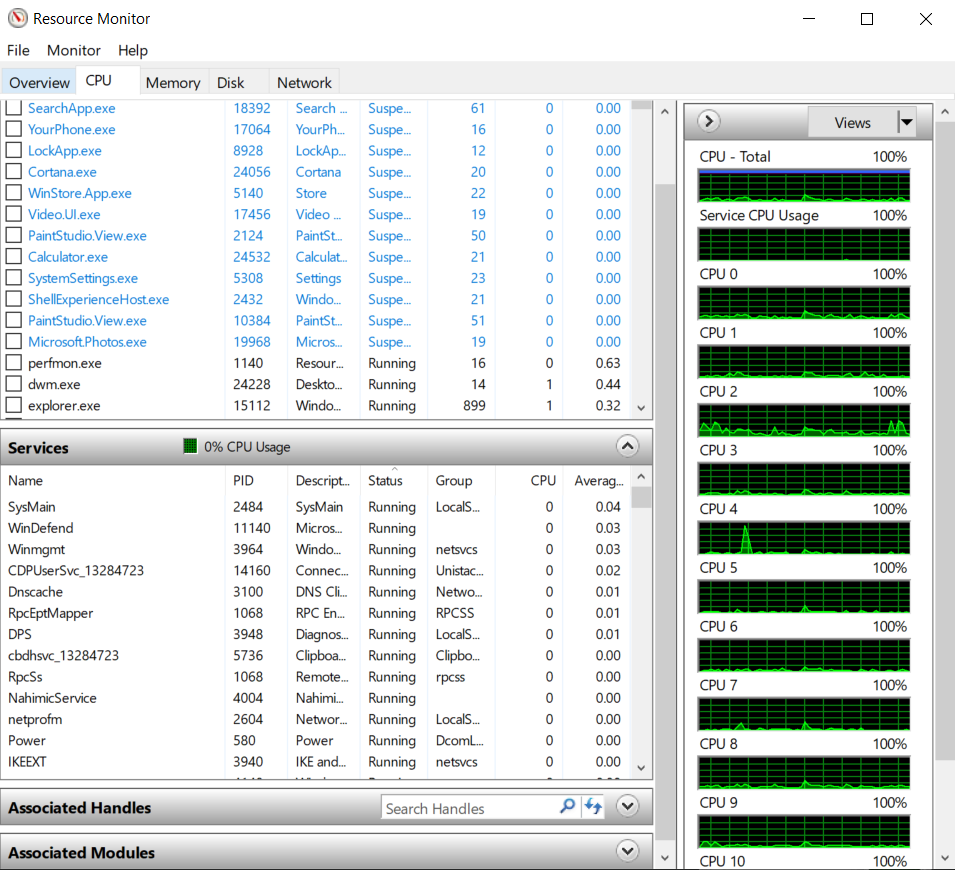 Resource Monitor
File Monitor Help
Overview CPU Memory Disk Network
SearchApp.exe 18392 Search ... Suspe... 61 0 0.00
YourPhone.exe 17064 YourPh... Suspe... 16 0 0.00
LockApp.exe 8928 LockAp... Suspe... 12 0 0.00
Cortana.exe 24056 Cortana Suspe... 20 0 0.00
WinStore.App.exe 5140 Store Suspe... 22 0 0.00
Video.UI.exe 17456 Video ... Suspe... 19 0 0.00
PaintStudio.View.exe 2124 PaintSt... Suspe... 50 0 0.00
Calculator.exe 24532 Calculat... Suspe... 21 0 0.00
SystemSettings.exe 5308 Settings Suspe... 23 0 0.00
ShellExperienceHost.exe 2432 Windo... Suspe... 21 0 0.00
PaintStudio.View.exe 10384 PaintSt... Suspe... 51 0 0.00
Microsoft.Photos.exe 19968 Micros... Suspe... 19 0 0.00
perfmon.exe 1140 Resour... Running 16 0 0.63
dwm.exe 24228 Deskto... Running 14 1 0.44
explorer.exe 15112 Windo... Running 899 1 0.32
Services 0% CPU Usage
Name PID Descript... Status Group CPU Averag...
SysMain 2484 SysMain Running LocalS... 0 0.04
WinDefend 11140 Micros... Running 0 0.03
Winmgmt 3964 Windo... Running netsvcs 0 0.03
CDPUserSvc_13284723 14160 Connec... Running Unistac... 0 0.02
Dnscache 3100 DNS Cli... Running Netwo... 0 0.01
RpcEptMapper 1068 RPC En... Running RPCSS 0 0.01
DPS 3948 Diagnos... Running LocalS... 0 0.01
cbdhsvc_13284723 5736 Clipboa... Running Clipbo... 0 0.00
RpcSs 1068 Remote... Running rpcss 0 0.00
NahimicService 4004 Nahimi... Running 0 0.00
netprofm 2604 Networ... Running LocalS... 0 0.00
Power 580 Power Running DcomL... 0 0.00
IKEEXT 3940 IKE and... Running netsvcs 0 0.00
Associated Handles Search Handles
Associated Modules
Views
CPU - Total 100%
Service CPU Usage 100%
CPU 0 100%
CPU 1 100%
CPU 2 100%
CPU 3 100%
CPU 4 100%
CPU 5 100%
CPU 6 100%
CPU 7 100%
CPU 8 100%
CPU 9 100%
CPU 10 100%